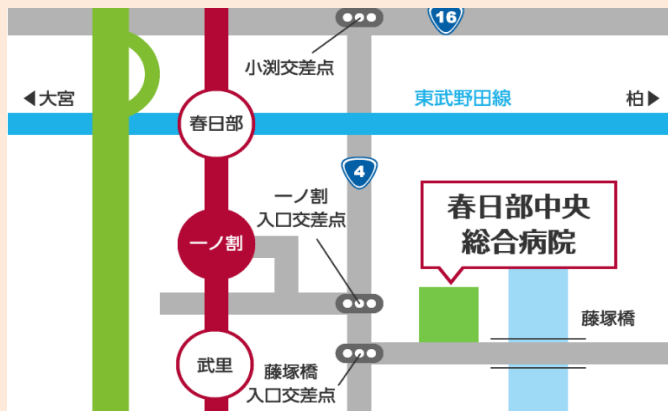 16
小渕交差点
◀大宮
東武野田線
柏▶
春日部
4
一ノ割
入口交差点
春日部中央
総合病院
一ノ割
藤塚橋
武里
藤塚橋
入口交差点